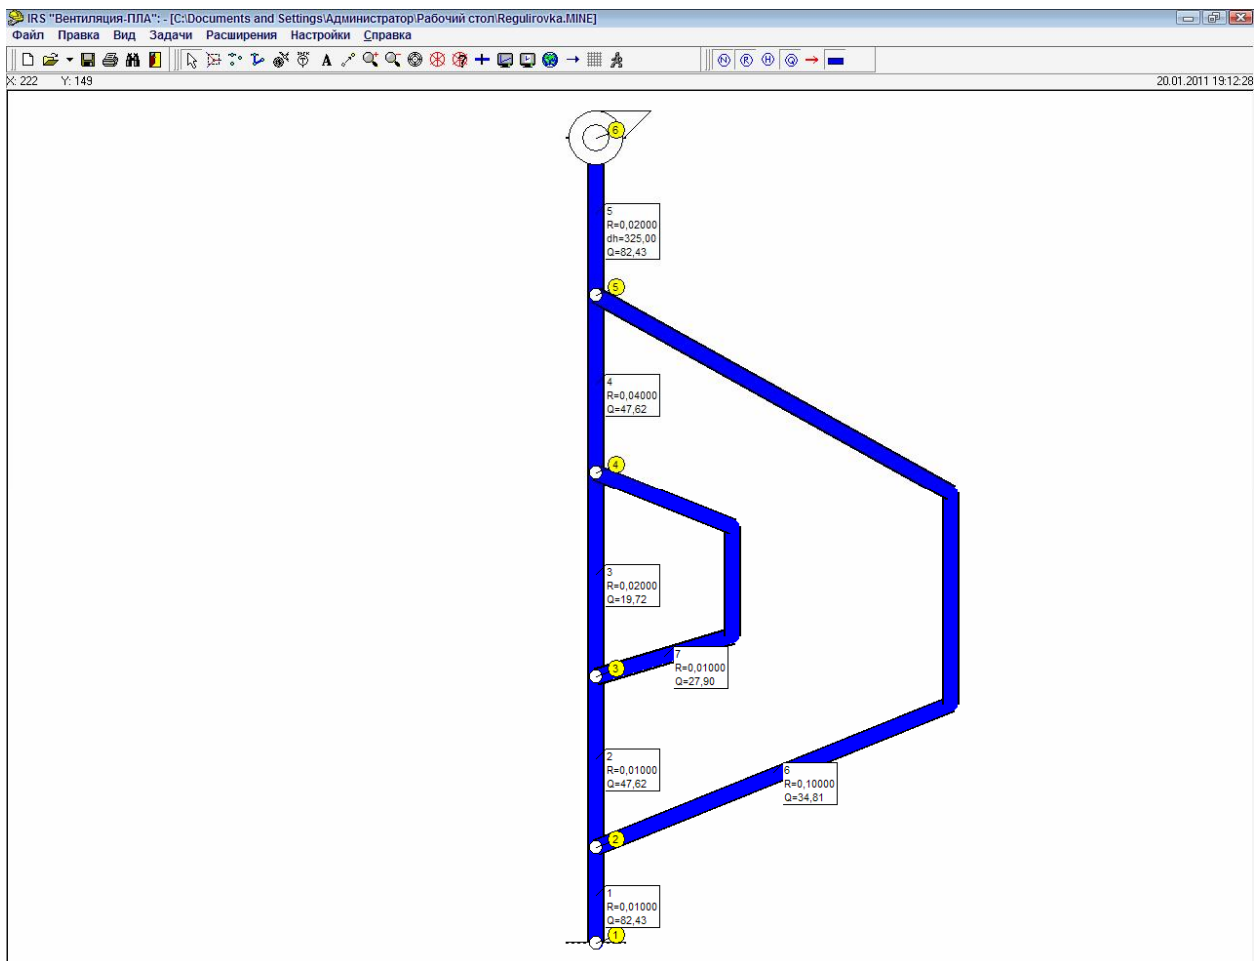 IRS "Вентиляция-ПЛА": - [C:\Documents and Settings\Администратор\Рабочий стол\Regulirovka.MINE]
Файл Правка Вид Задачи Расширения Настройки Справка
A N R H Q
X: 222 Y: 149 20.01.2011 19:12:28
6
5
R=0,02000
dh=325,00
Q=82,43
5
4
R=0,04000
Q=47,62
4
3
R=0,02000
Q=19,72
3
7
R=0,01000
Q=27,90
2
R=0,01000
Q=47,62
6
R=0,10000
Q=34,81
2
1
R=0,01000
Q=82,43
1